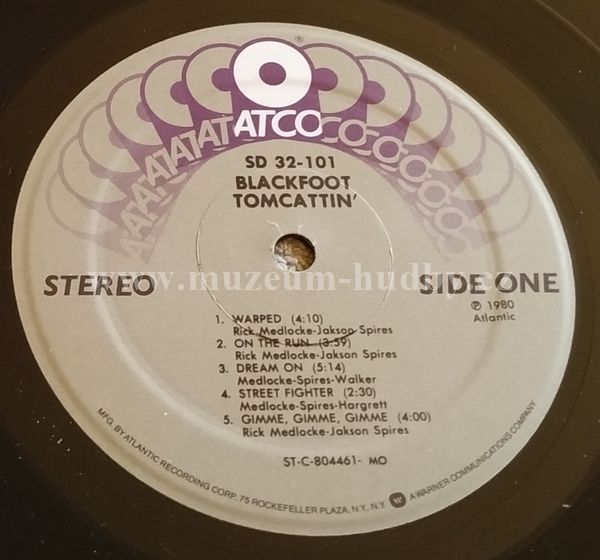 ATCO®
SD 32-101
BLACKFOOT
TOMCATTIN'
www.muzeum-hudby.
STEREO
SIDE ONE
℗ 1980
Atlantic
1. WARPED (4:10)
Rick Medlocke-Jakson Spires
2. ON THE RUN (3:59)
Rick Medlocke-Jakson Spires
3. DREAM ON (5:14)
Medlocke-Spires-Walker
4. STREET FIGHTER (2:30)
Medlocke-Spires-Hargrett
5. GIMME, GIMME, GIMME (4:00)
Rick Medlocke-Jakson Spires
ST-C-804461- MO
MFG. BY ATLANTIC RECORDING CORP. 75 ROCKEFELLER PLAZA, N.Y., N.Y. W A WARNER COMMUNICATIONS COMPANY